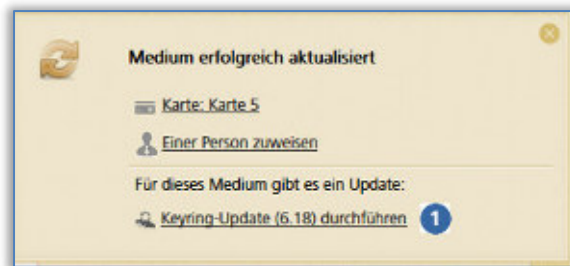 Medium erfolgreich aktualisiert
Karte: Karte 5
Einer Person zuweisen
Für dieses Medium gibt es ein Update:
Keyring-Update (6.18) durchführen 1